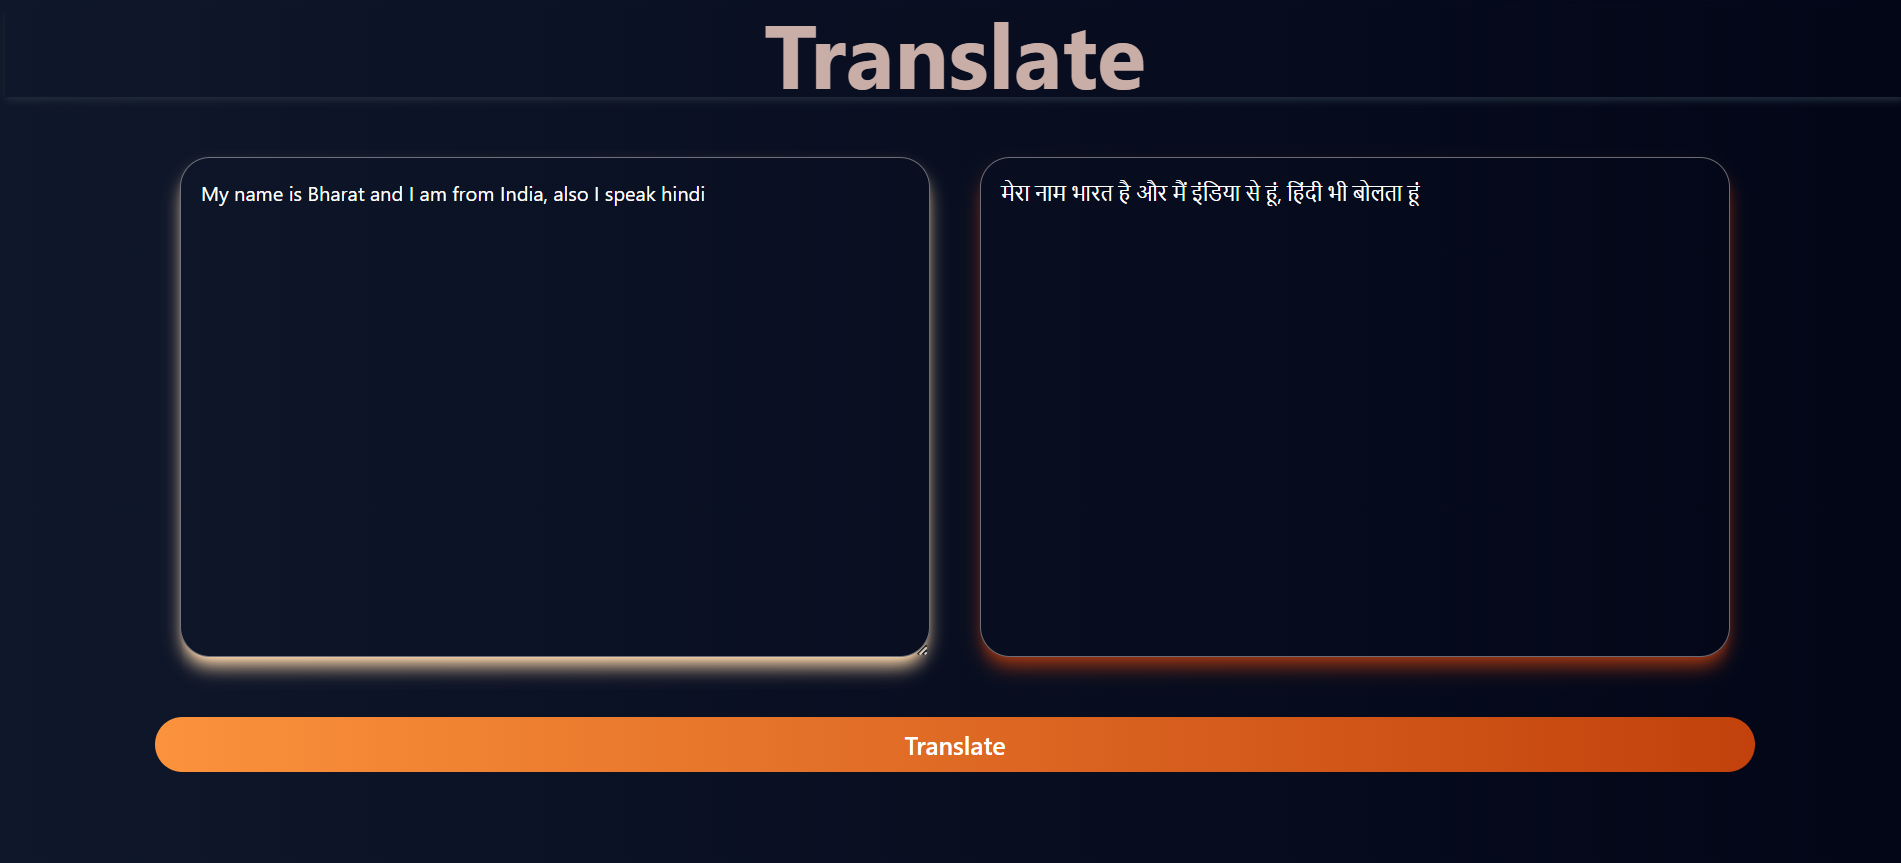 Translate
My name is Bharat and I am from India, also I speak hindi
मेरा नाम भारत है और मैं इंडिया से हूं, हिंदी भी बोलता हूं
Translate